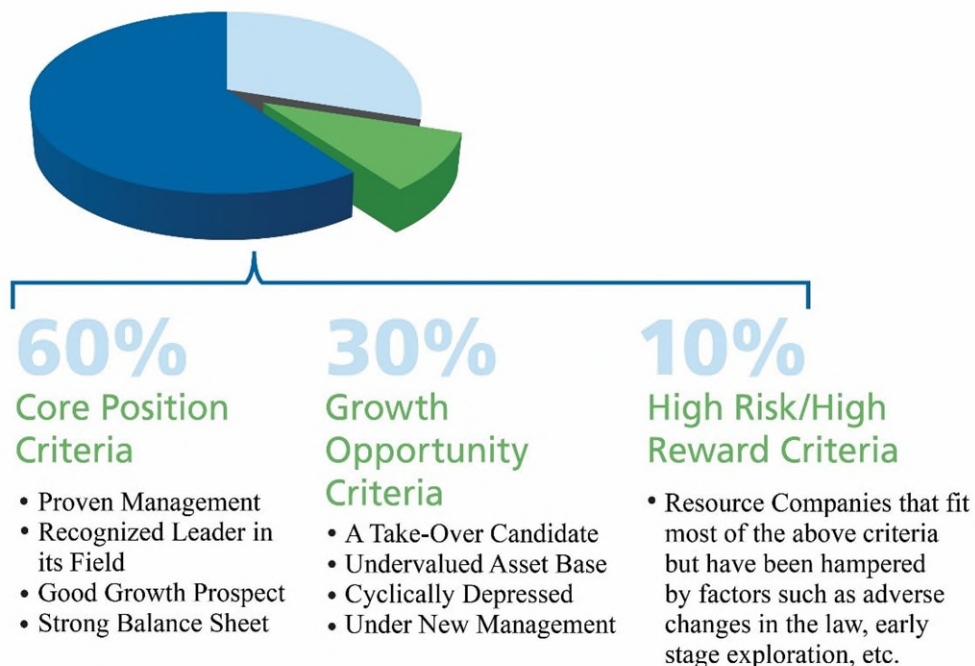 60%
Core Position
Criteria
• Proven Management
• Recognized Leader in
its Field
• Good Growth Prospect
• Strong Balance Sheet
30%
Growth
Opportunity
Criteria
• A Take-Over Candidate
• Undervalued Asset Base
• Cyclically Depressed
• Under New Management
10%
High Risk/High
Reward Criteria
• Resource Companies that fit
most of the above criteria
but have been hampered
by factors such as adverse
changes in the law, early
stage exploration, etc.